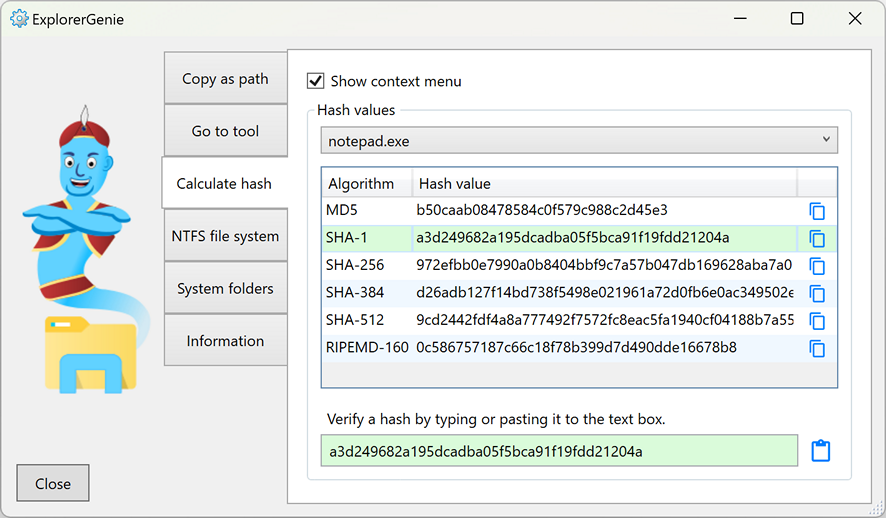 ExplorerGenie
Copy as path
Go to tool
Calculate hash
NTFS file system
System folders
Information
Close
Show context menu
Hash values
notepad.exe
Algorithm Hash value
MD5 b50caab08478584c0f579c988c2d45e3
SHA-1 a3d249682a195dcadba05f5bca91f19fdd21204a
SHA-256 972efbb0e7990a0b8404bbf9c7a57b047db169628aba7a0
SHA-384 d26adb127f14bd738f5498e021961a72d0fb6e0ac349502e
SHA-512 9cd2442fdf4a8a777492f7572fc8eac5fa1940cf04188b7a55
RIPEMD-160 0c586757187c66c18f78b399d7d490dde16678b8
Verify a hash by typing or pasting it to the text box.
a3d249682a195dcadba05f5bca91f19fdd21204a